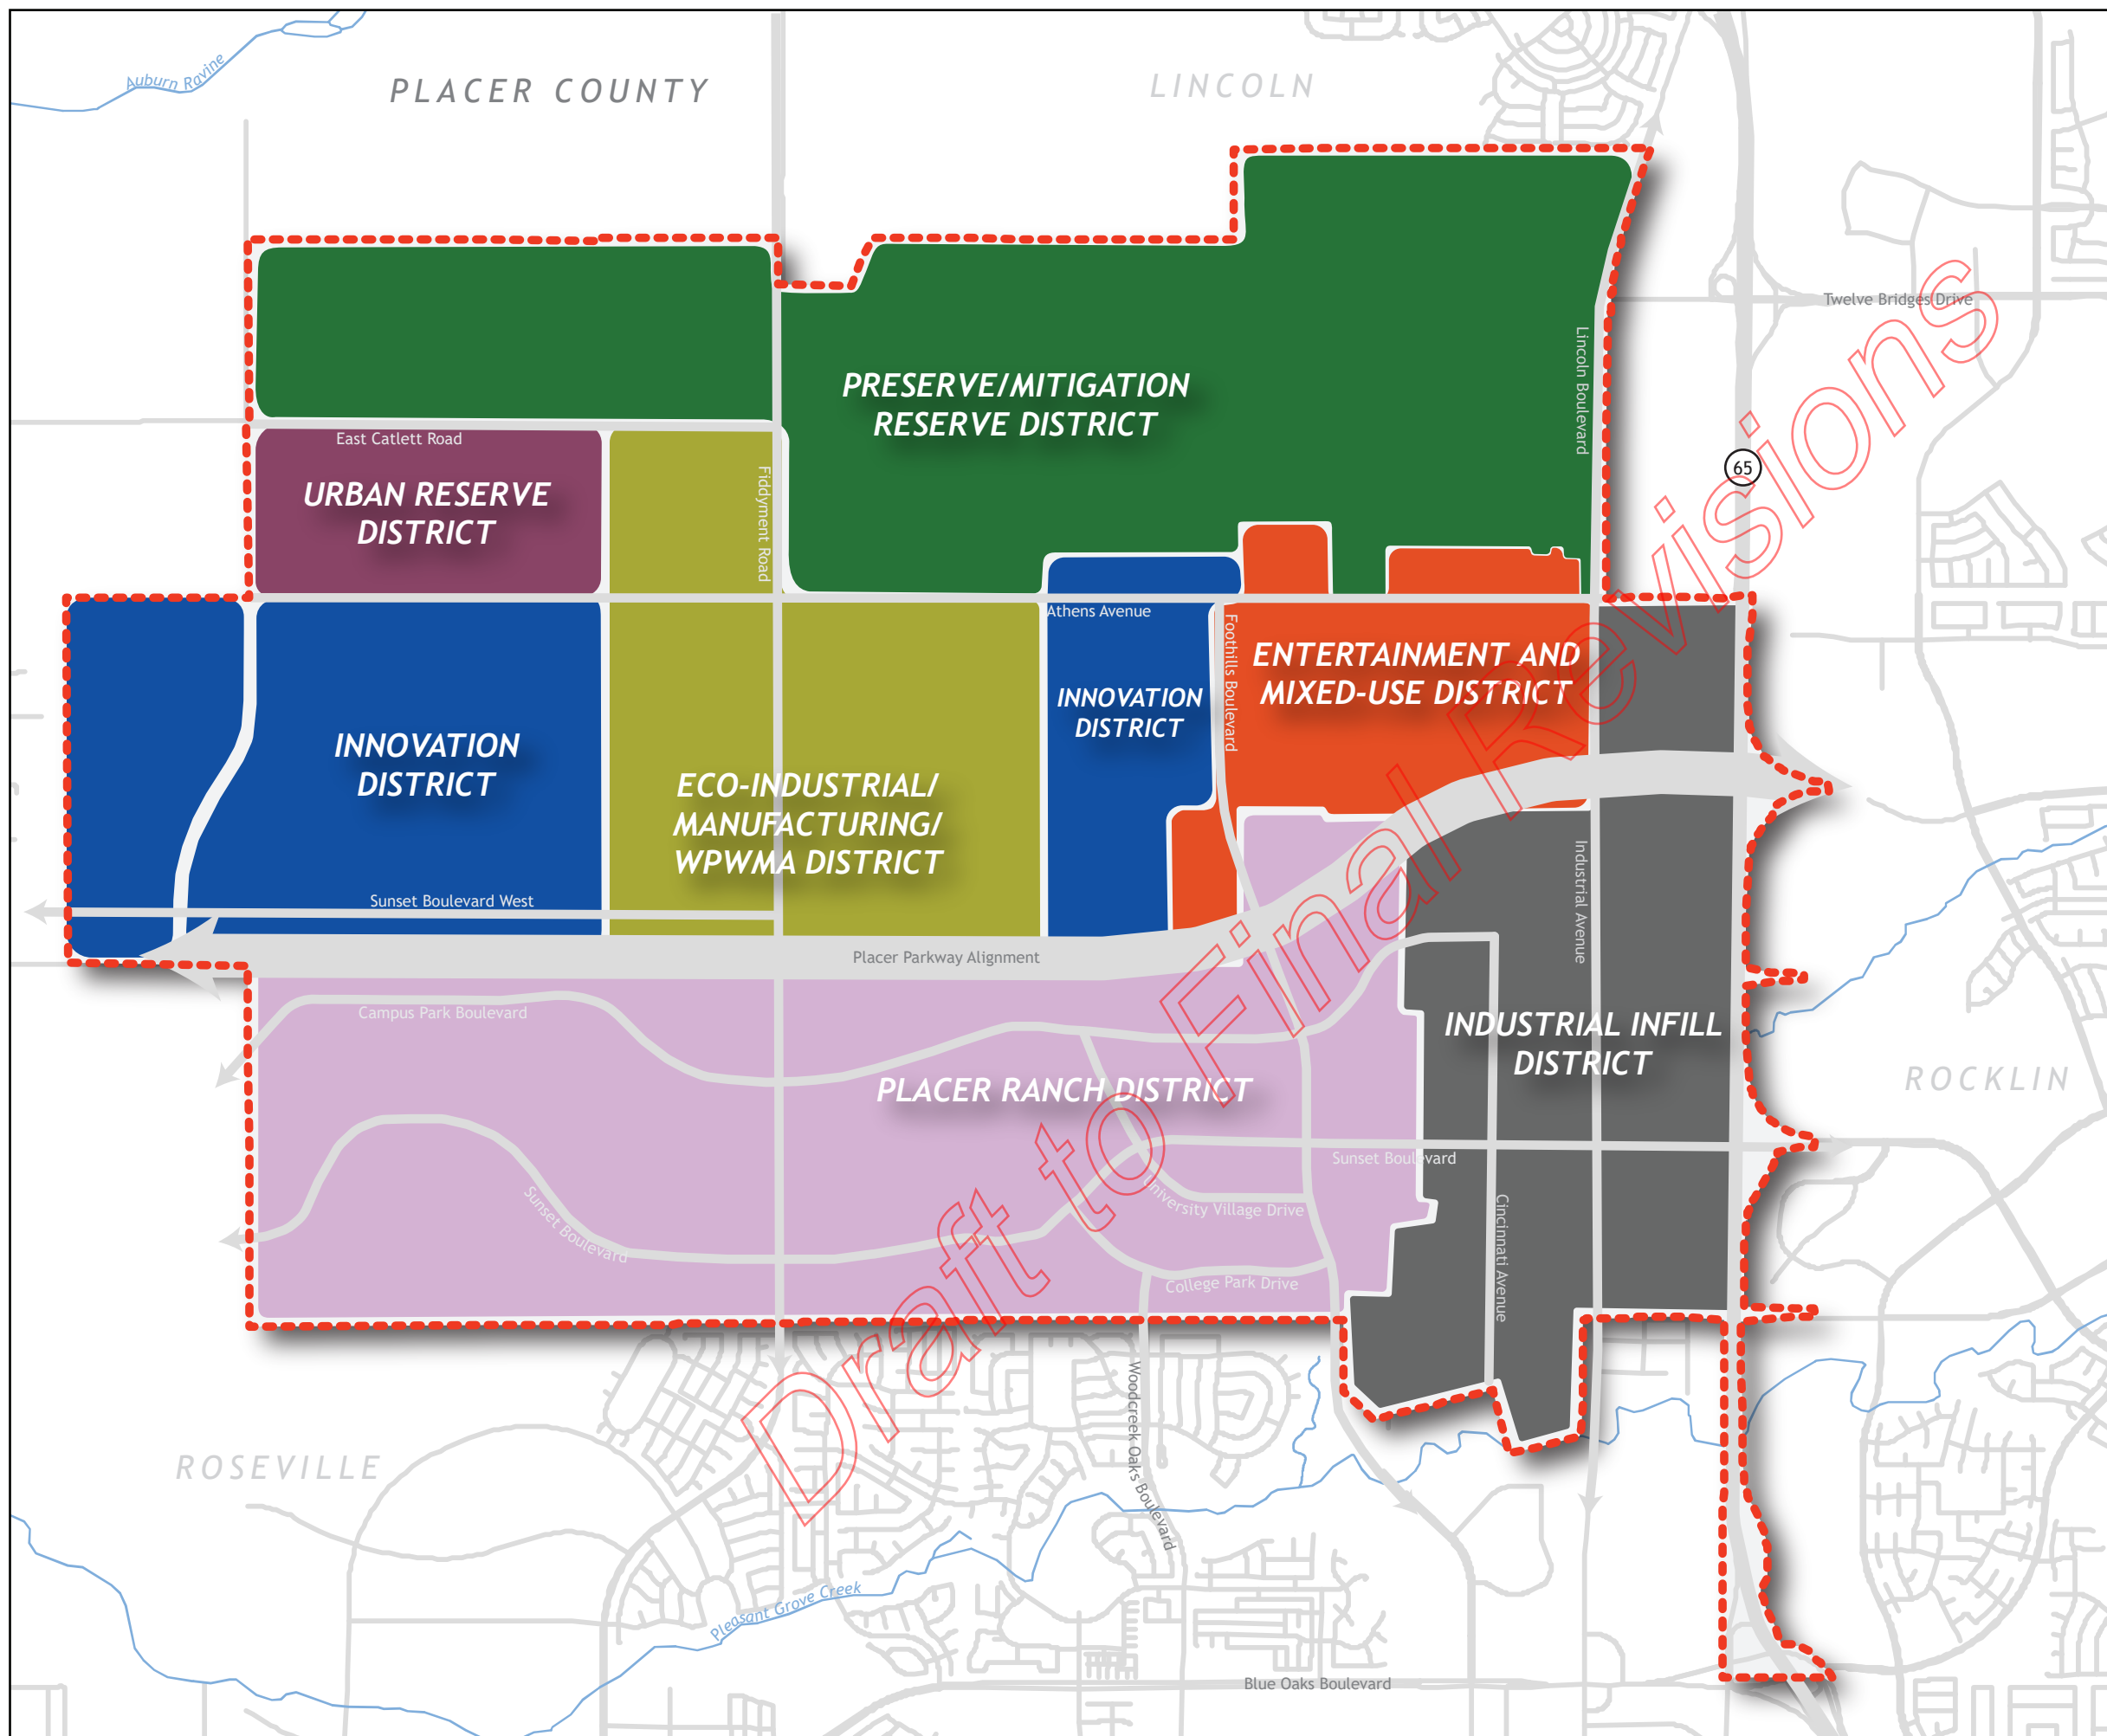 Auburn Ravine
PLACER COUNTY
LINCOLN
Twelve Bridges Drive
Lincoln Boulevard
PRESERVE/MITIGATION
RESERVE DISTRICT
East Catlett Road
URBAN RESERVE
DISTRICT
Fiddyment Road
65
Athens Avenue
Foothills Boulevard
ENTERTAINMENT AND
MIXED-USE DISTRICT
INNOVATION
DISTRICT
INNOVATION
DISTRICT
ECO-INDUSTRIAL/
MANUFACTURING/
WPWMA DISTRICT
Industrial Avenue
Sunset Boulevard West
Placer Parkway Alignment
Campus Park Boulevard
INDUSTRIAL INFILL
DISTRICT
ROCKLIN
PLACER RANCH DISTRICT
Sunset Boulevard
University Village Drive
Sunset Boulevard
Cincinnati Avenue
College Park Drive
Woodcreek Oaks Boulevard
ROSEVILLE
Pleasant Grove Creek
Blue Oaks Boulevard
Draft to Final Revisions